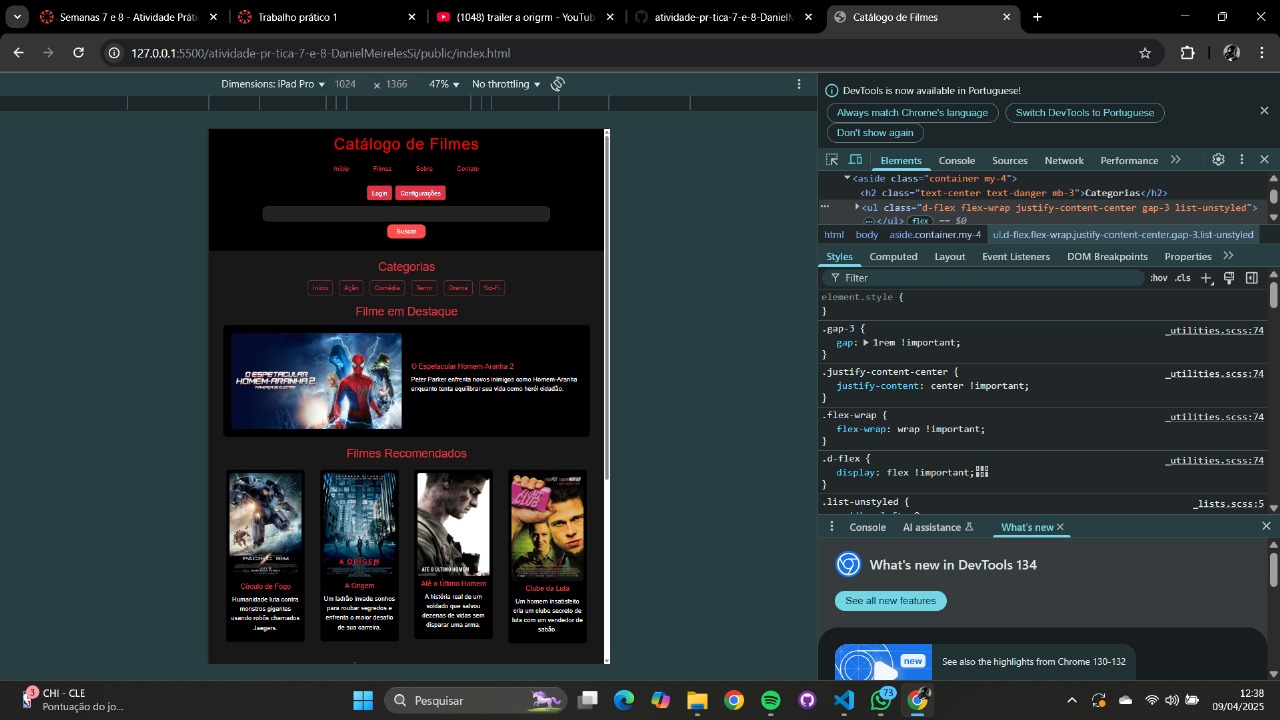 Semanas 7 e 8 - Atividade Práti
Trabalho prático 1
(1048) trailer a origrm - YouTub
atividade-pr-tica-7-e-8-DanielM
Catálogo de Filmes
127.0.0.1:5500/atividade-pr-tica-7-e-8-DanielMeirelesSi/public/index.html
Dimensions: iPad Pro 1024 × 1366 47% No throttling
Catálogo de Filmes
Início Filmes Sobre Contato
Login Configurações
Buscar
Categorias
Início Ação Comédia Terror Drama Sci-Fi
Filme em Destaque
O ESPETACULAR
HOMEM-ARANHA 2
O Espetacular Homem-Aranha 2
Peter Parker enfrenta novos inimigos como Homem-Aranha
enquanto tenta equilibrar sua vida como herói cidadão.
Filmes Recomendados
PACIFIC RIM
A ORIGEM
ATÉ O ÚLTIMO HOMEM
CLUB
Círculo de Fogo
Humanidade luta contra
monstros gigantes
usando robôs chamados
Jaegers.
A Origem
Um ladrão invade sonhos
para roubar segredos e
enfrenta o maior desafio
de sua carreira.
Até o Último Homem
A história real de um
soldado que salvou
dezenas de vidas sem
disparar uma arma.
Clube da Luta
Um homem insatisfeito
cria um clube secreto de
luta com um vendedor de
sabão.
DevTools is now available in Portuguese!
Always match Chrome's language
Switch DevTools to Portuguese
Don't show again
Elements Console Sources Network Performance
<aside class="container my-4">
<h2 class="text-center text-danger mb-3">Categorias</h2>
<ul class="d-flex flex-wrap justify-content-center gap-3 list-unstyled">
</ul> flex == $0
html body aside.container.my-4 ul.d-flex.flex-wrap.justify-content-center.gap-3.list-unstyled
Styles Computed Layout Event Listeners DOM Breakpoints Properties
Filter :hov .cls
element.style {
}
.gap-3 { _utilities.scss:74
gap: 1rem !important;
}
.justify-content-center { _utilities.scss:74
justify-content: center !important;
}
.flex-wrap { _utilities.scss:74
flex-wrap: wrap !important;
}
.d-flex { _utilities.scss:74
display: flex !important;
}
.list-unstyled { _lists.scss:5
Console AI assistance What's new
What's new in DevTools 134
See all new features
new
See also the highlights from Chrome 130-132
3
CHI - CLE
Pontuação do jo...
Pesquisar
73
12:38
09/04/2025